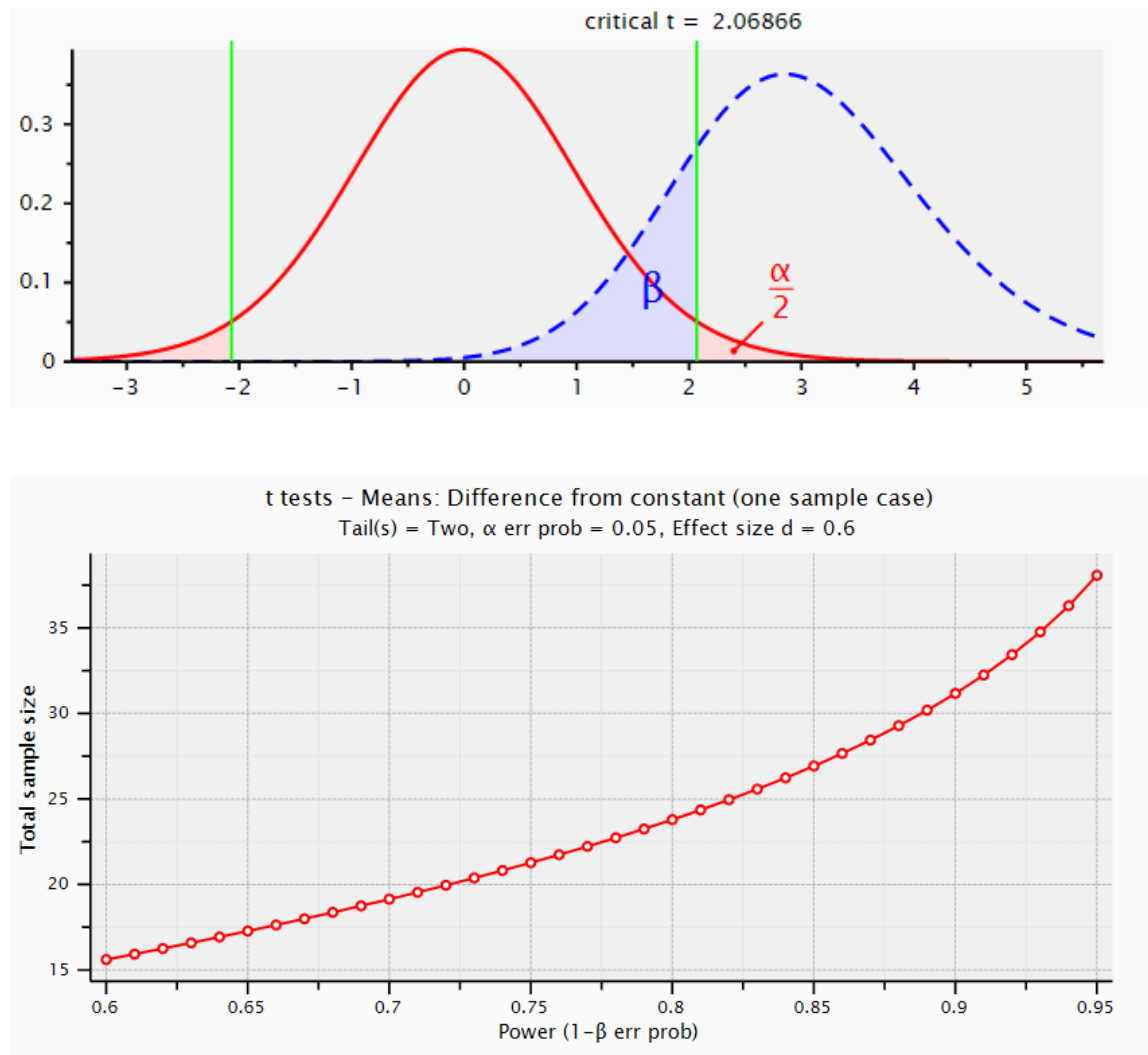 critical t = 2.06866
0.3
0.2
0.1
0
β
α
2
-3 -2 -1 0 1 2 3 4 5
t tests - Means: Difference from constant (one sample case)
Tail(s) = Two, α err prob = 0.05, Effect size d = 0.6
Total sample size
35
30
25
20
15
0.6 0.65 0.7 0.75 0.8 0.85 0.9 0.95
Power (1-β err prob)